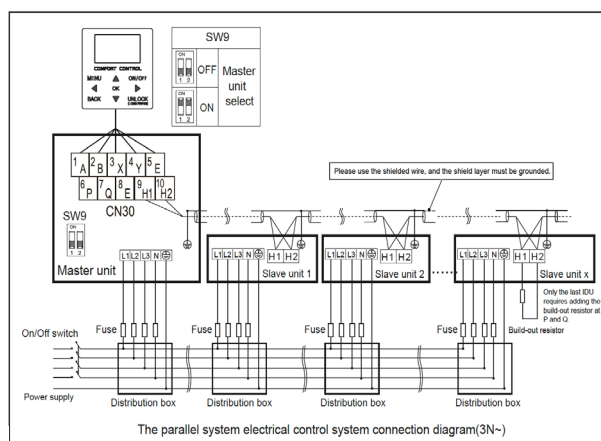 SW9
ON
1 2
OFF
ON
1 2
ON
Master unit select
COMFORT CONTROL
MENU
ON/OFF
OK
BACK
UNLOCK
1 A
2 B
3 X
4 Y
5 E
6 P
7 Q
8 E
9 H1
10 H2
CN30
SW9
ON
1 2
Master unit
L1 L2 L3 N
Please use the shielded wire, and the shield layer must be grounded.
L1 L2 L3 N
H1 H2
Slave unit 1
L1 L2 L3 N
H1 H2
Slave unit 2
L1 L2 L3 N
H1 H2
Slave unit x
Only the last IDU
requires adding the
build-out resistor at
P and Q.
Build-out resistor
Fuse
Fuse
Fuse
Fuse
On/Off switch
Power supply
Distribution box
Distribution box
Distribution box
Distribution box
The parallel system electrical control system connection diagram(3N~)